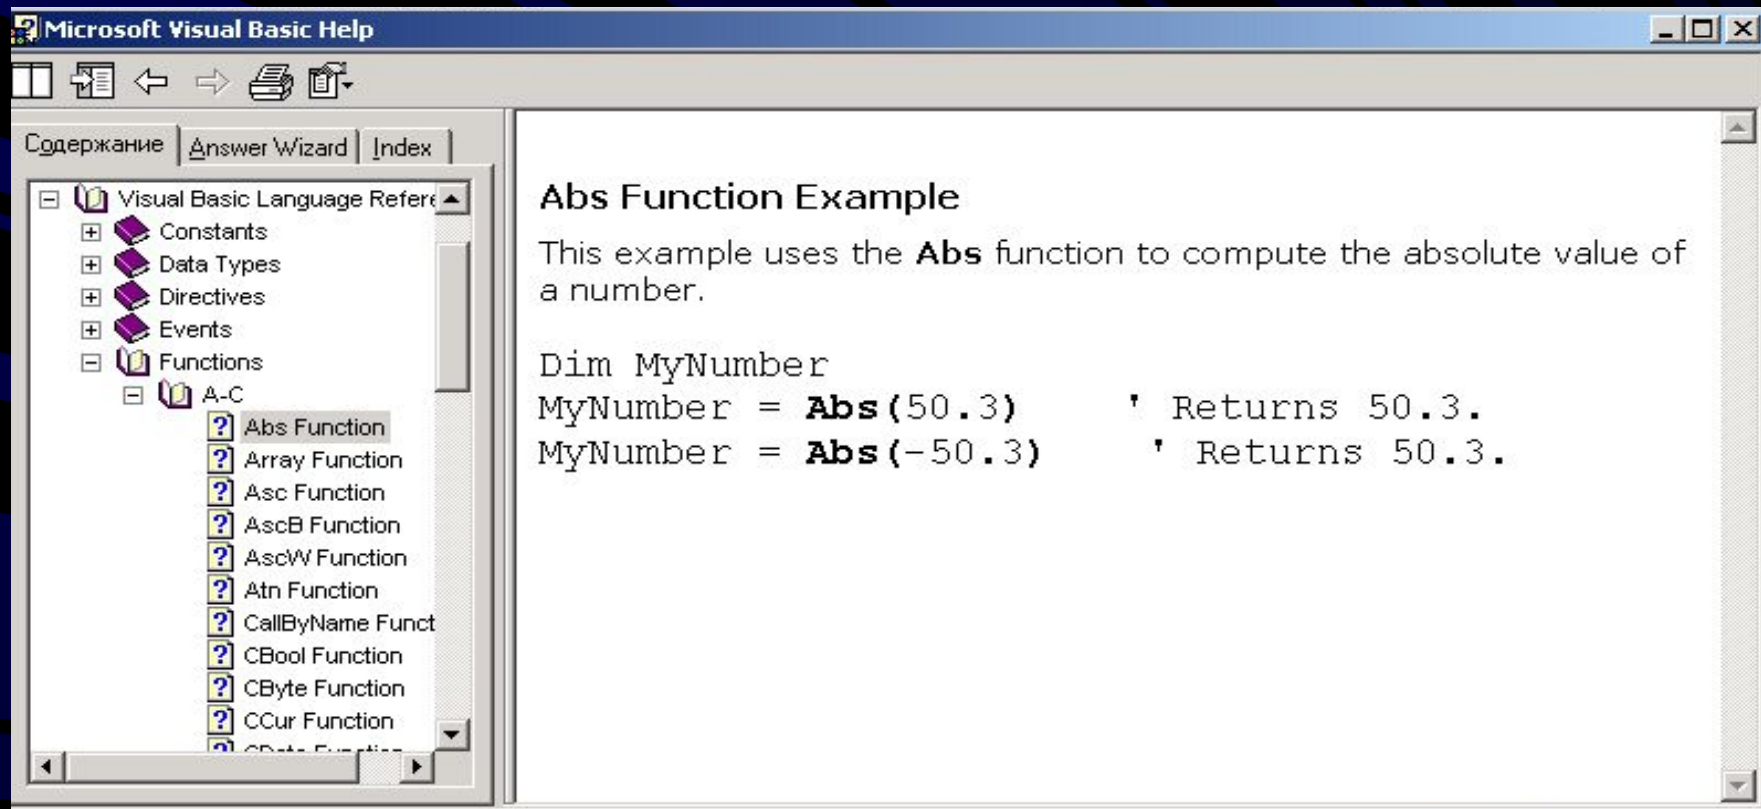 Microsoft Visual Basic Help
Содержание Answer Wizard Index
Visual Basic Language Refere
Constants
Data Types
Directives
Events
Functions
A-C
Abs Function
Array Function
Asc Function
AscB Function
AscW Function
Atn Function
CallByName Funct
CBool Function
CByte Function
CCur Function
CDate Function
Abs Function Example
This example uses the Abs function to compute the absolute value of
a number.
Dim MyNumber
MyNumber = Abs(50.3) ' Returns 50.3.
MyNumber = Abs(-50.3) ' Returns 50.3.